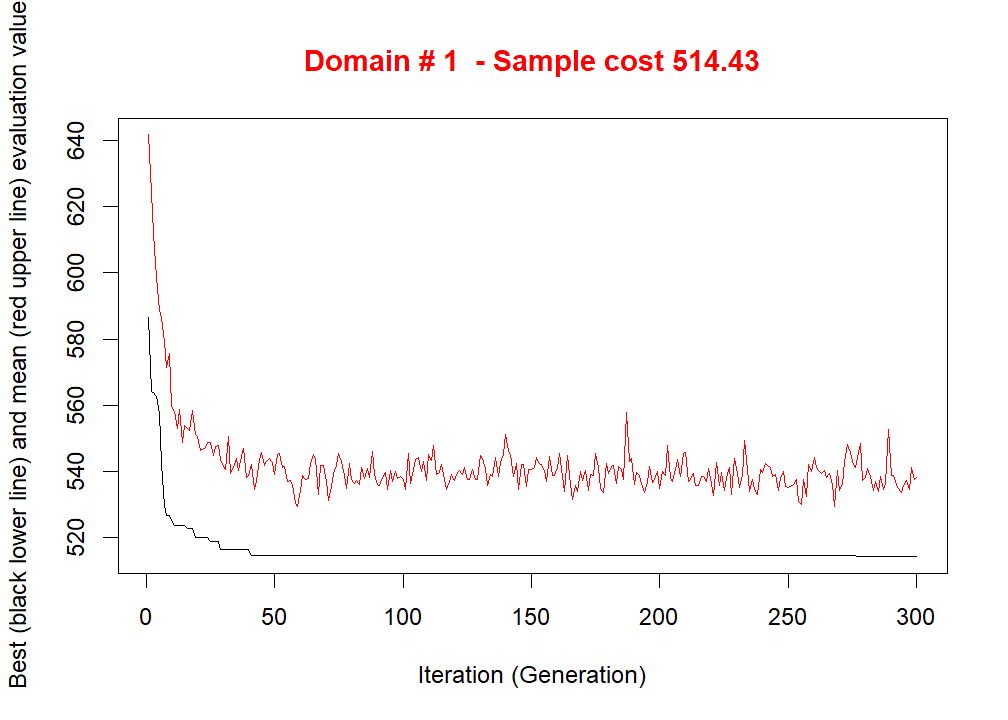 Domain # 1  - Sample cost 514.43
Best (black lower line) and mean (red upper line) evaluation value
640
620
600
580
560
540
520
0 50 100 150 200 250 300
Iteration (Generation)